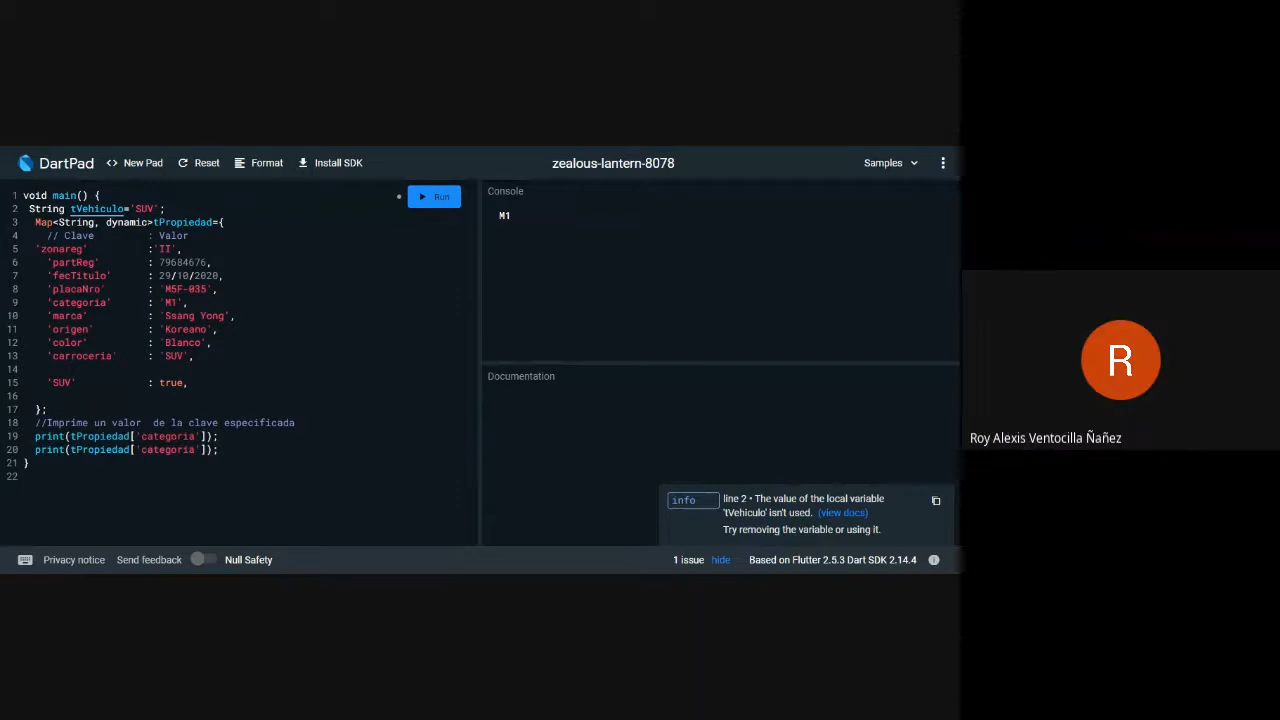 DartPad <> New Pad Reset Format Install SDK zealous-lantern-8078 Samples
1 void main() {
2 String tVehiculo='SUV';
3 Map<String, dynamic>tPropiedad={
4 // Clave : Valor
5 'zonareg' :'II',
6 'partReg' : 79684676,
7 'fecTitulo' : 29/10/2020,
8 'placaNro' : 'M5F-035',
9 'categoria' : 'M1',
10 'marca' : 'Ssang Yong',
11 'origen' : 'Koreano',
12 'color' : 'Blanco',
13 'carroceria' : 'SUV',
14
15 'SUV' : true,
16
17 };
18 //Imprime un valor de la clave especificada
19 print(tPropiedad['categoria']);
20 print(tPropiedad['categoria']);
21 }
22
Run
Console
M1
Documentation
info line 2 • The value of the local variable
'tVehiculo' isn't used. (view docs)
Try removing the variable or using it.
Privacy notice Send feedback Null Safety 1 issue hide Based on Flutter 2.5.3 Dart SDK 2.14.4
R
Roy Alexis Ventocilla Ñañez